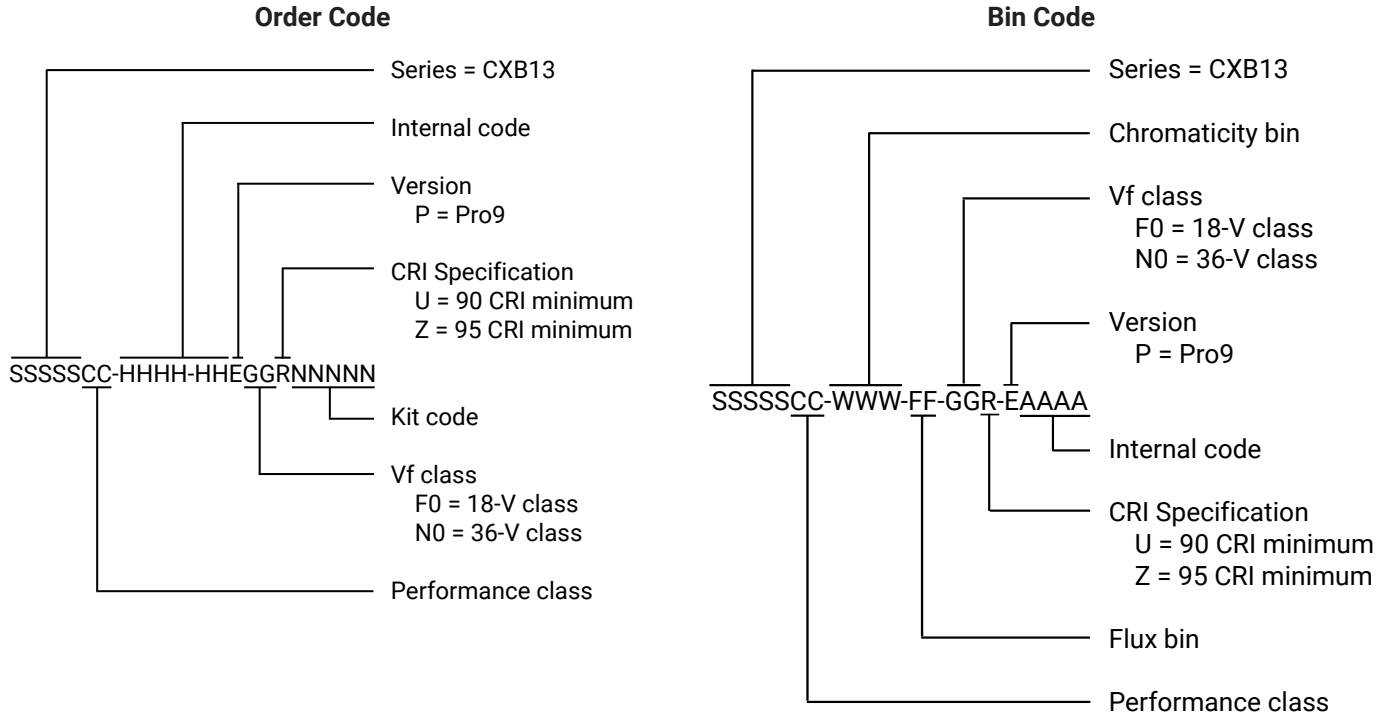 Order Code
Series = CXB13
Internal code
Version
P = Pro9
CRI Specification
U = 90 CRI minimum
Z = 95 CRI minimum
SSSSSCC-HHHH-HHEGGRNNNNN
Kit code
Vf class
F0 = 18-V class
N0 = 36-V class
Performance class
Bin Code
Series = CXB13
Chromaticity bin
Vf class
F0 = 18-V class
N0 = 36-V class
Version
P = Pro9
SSSSSCC-WWW-FF-GGR-EAAAA
Internal code
CRI Specification
U = 90 CRI minimum
Z = 95 CRI minimum
Flux bin
Performance class